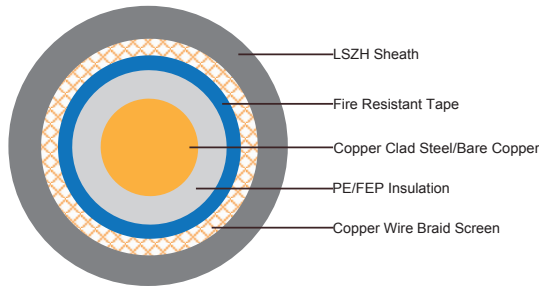 LSZH Sheath
Fire Resistant Tape
Copper Clad Steel/Bare Copper
PE/FEP Insulation
Copper Wire Braid Screen